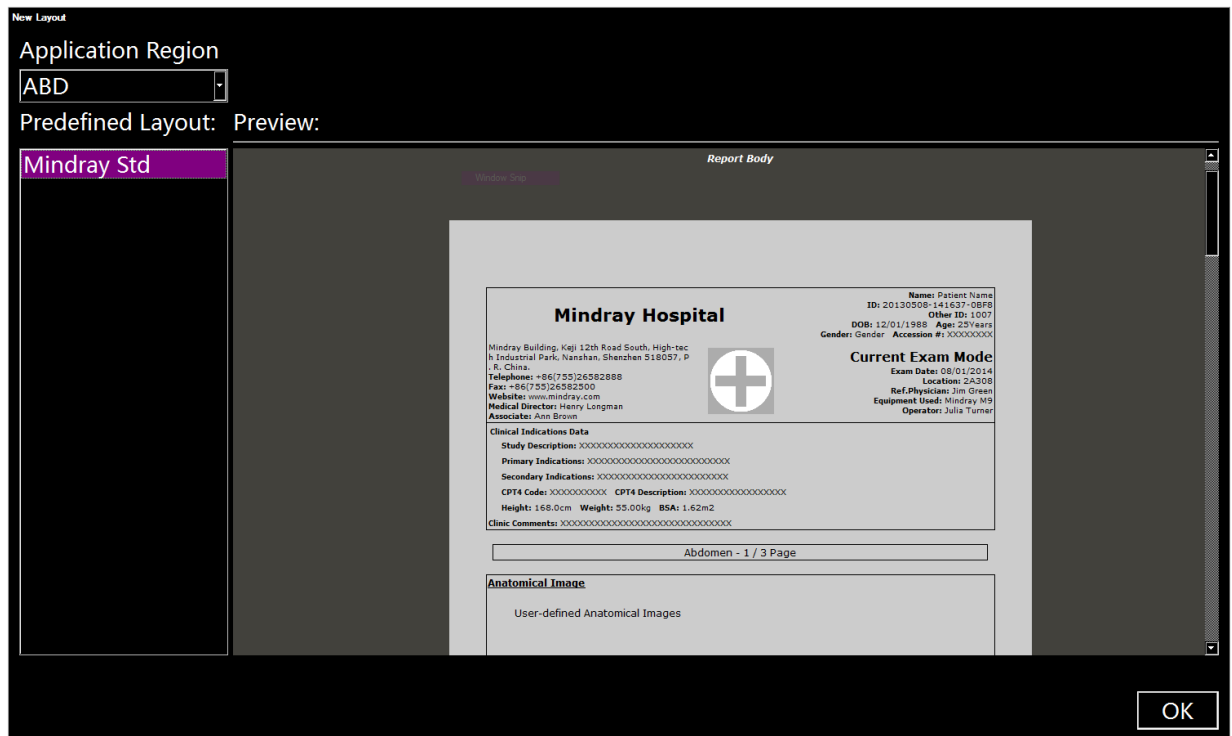 New Layout
Application Region
ABD
Predefined Layout: Preview:
Mindray Std
Report Body
Window Snip
Mindray Hospital
Name: Patient Name
ID: 20130508-141637-0BF8
Other ID: 1007
DOB: 12/01/1988 Age: 25Years
Gender: Gender Accession #: XXXXXXXX
Mindray Building, Keji 12th Road South, High-tec
h Industrial Park, Nanshan, Shenzhen 518057, P
. R. China.
Telephone: +86(755)26582888
Fax: +86(755)26582500
Website: www.mindray.com
Medical Director: Henry Longman
Associate: Ann Brown
Current Exam Mode
Exam Date: 08/01/2014
Location: 2A308
Ref.Physician: Jim Green
Equipment Used: Mindray M9
Operator: Julia Turner
Clinical Indications Data
Study Description: XXXXXXXXXXXXXXXXXXXX
Primary Indications: XXXXXXXXXXXXXXXXXXXXXXXXX
Secondary Indications: XXXXXXXXXXXXXXXXXXXXXXX
CPT4 Code: XXXXXXXXXX CPT4 Description: XXXXXXXXXXXXXXXXX
Height: 168.0cm Weight: 55.00kg BSA: 1.62m2
Clinic Comments: XXXXXXXXXXXXXXXXXXXXXXXXXXXXXX
Abdomen - 1 / 3 Page
Anatomical Image
User-defined Anatomical Images
OK